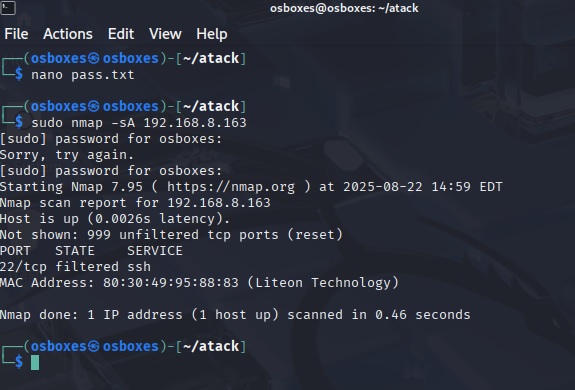 osboxes@osboxes: ~/atack
File Actions Edit View Help
┌──(osboxes㉿osboxes)-[~/atack]
└─$ nano pass.txt
┌──(osboxes㉿osboxes)-[~/atack]
└─$ sudo nmap -sA 192.168.8.163
[sudo] password for osboxes:
Sorry, try again.
[sudo] password for osboxes:
Starting Nmap 7.95 ( https://nmap.org ) at 2025-08-22 14:59 EDT
Nmap scan report for 192.168.8.163
Host is up (0.0026s latency).
Not shown: 999 unfiltered tcp ports (reset)
PORT   STATE    SERVICE
22/tcp filtered ssh
MAC Address: 80:30:49:95:88:83 (Liteon Technology)
Nmap done: 1 IP address (1 host up) scanned in 0.46 seconds
┌──(osboxes㉿osboxes)-[~/atack]
└─$